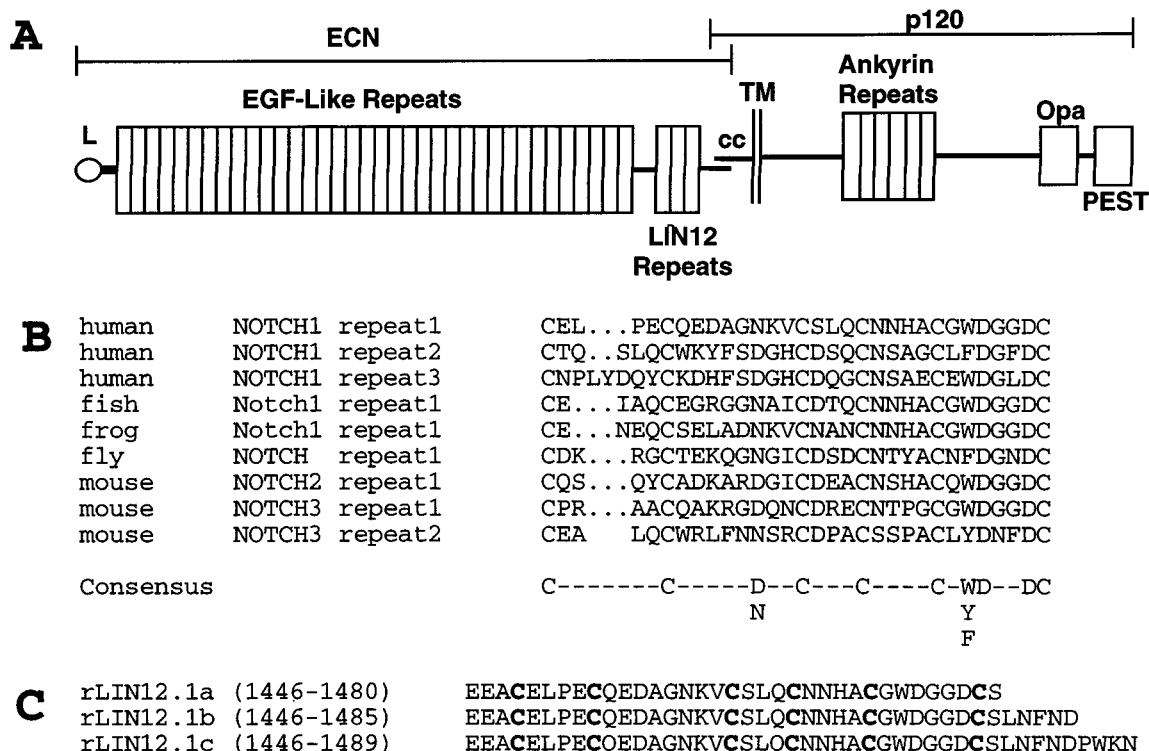 A
ECN
p120
EGF-Like Repeats
Ankyrin
Repeats
TM
L
cc
Opa
PEST
LIN12
Repeats
B
human NOTCH1 repeat1 CEL...PECQEDAGNKVCSLQCNNHACGWDGGDC
human NOTCH1 repeat2 CTQ..SLQCWKYFSDGHCDSQCNSAGCLFDGFDC
human NOTCH1 repeat3 CNPLYDQYCKDHFSDGHCDQGCNSAECEWDGLDC
fish Notch1 repeat1 CE...IAQCEGRGGNAICDTQCNNHACGWDGGDC
frog Notch1 repeat1 CE...NEQCSELADNKVCNANCNNHACGWDGGDC
fly NOTCH repeat1 CDK...RGCTEKQGNGICDSDCNTYACNFDGNDC
mouse NOTCH2 repeat1 CQS...QYCADKARDGICDEACNSHACQWDGGDC
mouse NOTCH3 repeat1 CPR...AACQAKRGDQNCDRECNTPGCGWDGGDC
mouse NOTCH3 repeat2 CEA LQCWRLFNNSRCDPACSSPACLYDNFDC
Consensus C-------C-----D--C---C----C-WD--DC
N Y
F
C
rLIN12.1a (1446-1480) EEACELPECQEDAGNKVCSLQCNNHACGWDGGDCS
rLIN12.1b (1446-1485) EEACELPECQEDAGNKVCSLQCNNHACGWDGGDCSLNFND
rLIN12.1c (1446-1489) EEACELPECQEDAGNKVCSLQCNNHACGWDGGDCSLNFNDPWKN